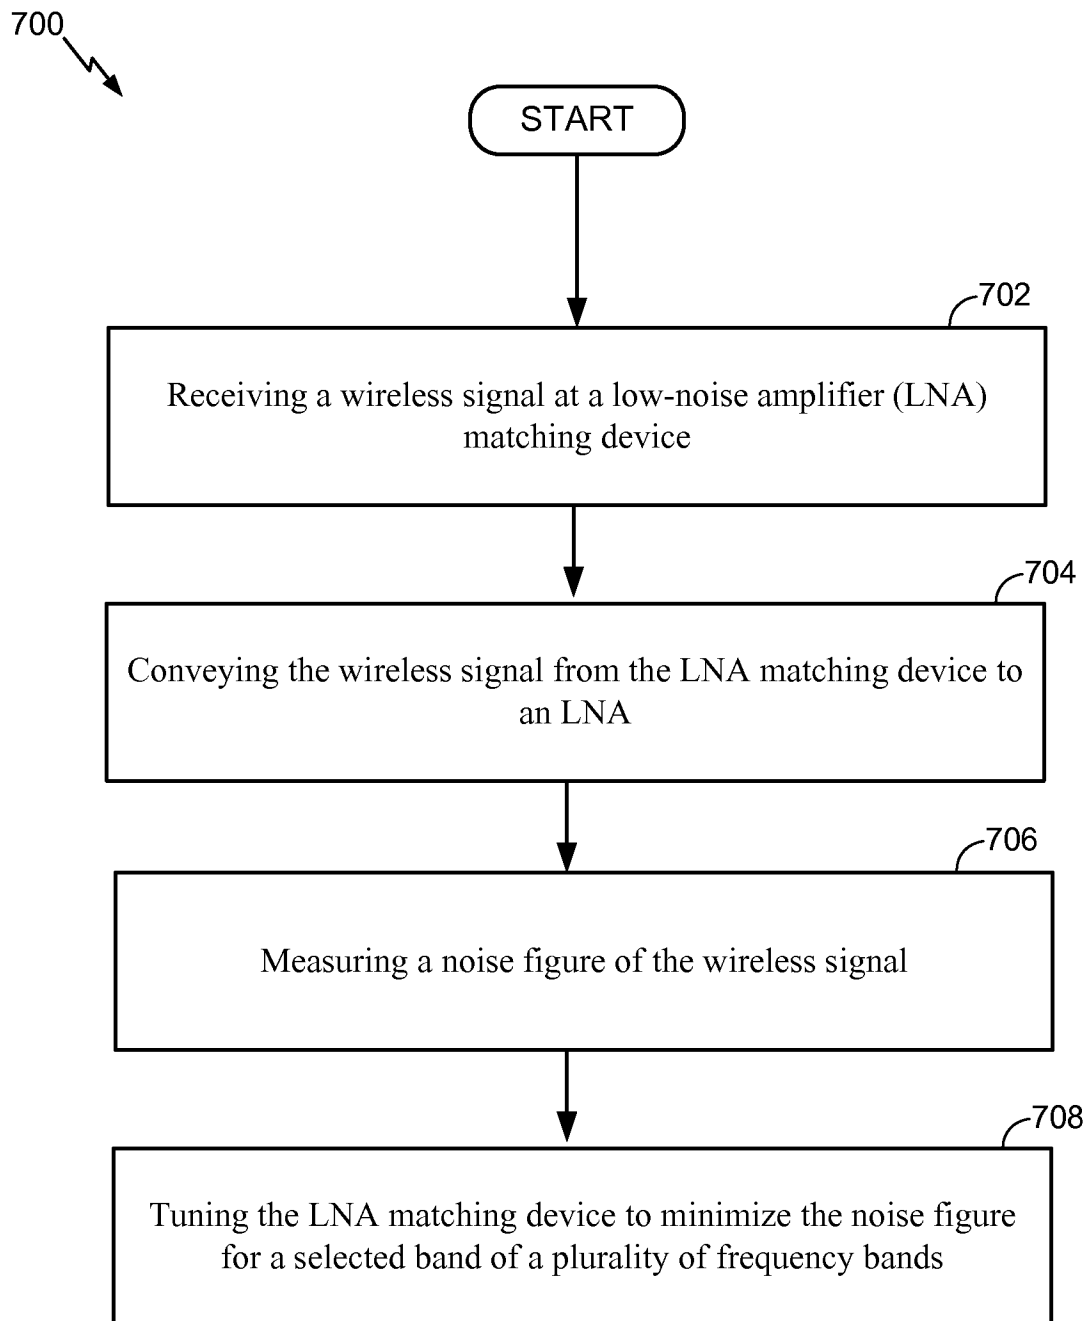 700
START
702
Receiving a wireless signal at a low-noise amplifier (LNA)
matching device
704
Conveying the wireless signal from the LNA matching device to
an LNA
706
Measuring a noise figure of the wireless signal
708
Tuning the LNA matching device to minimize the noise figure
for a selected band of a plurality of frequency bands